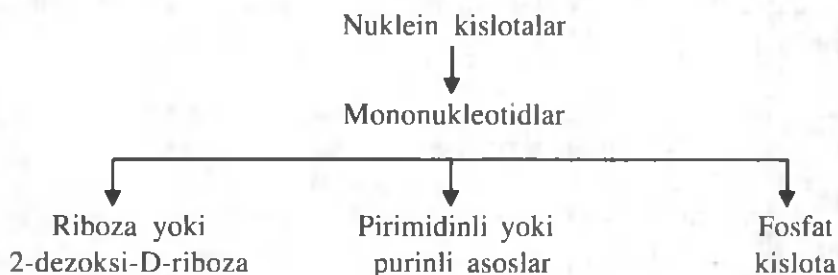 Nuklein kislotalar
Mononukleotidlar
Riboza yoki
2-dezoksi-D-riboza
Pirimidinli yoki
purinli asoslar
Fosfat
kislota